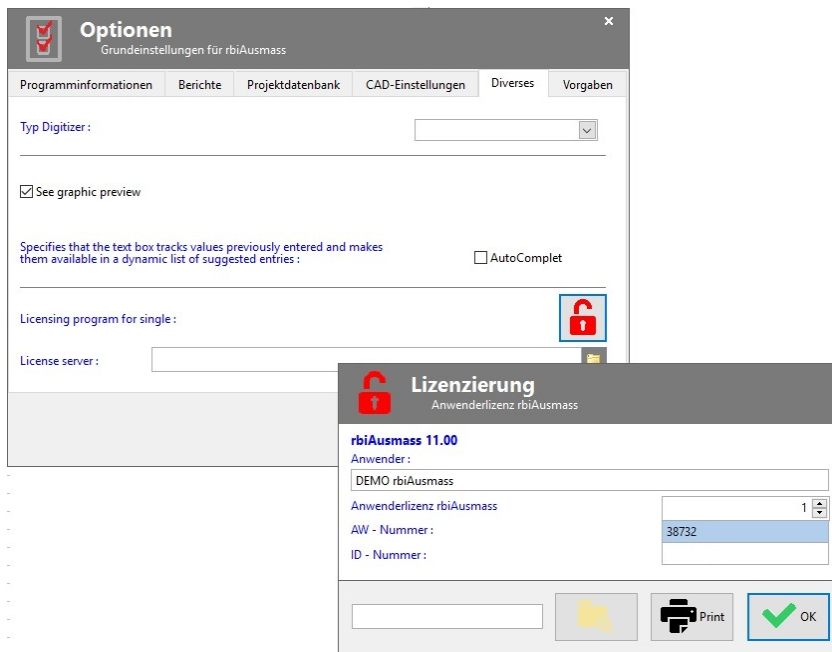 Optionen
Grundeinstellungen für rbiAusmass
Programminformationen Berichte Projektdatenbank CAD-Einstellungen Diverses Vorgaben
Typ Digitizer :
See graphic preview
Specifies that the text box tracks values previously entered and makes
them available in a dynamic list of suggested entries :
AutoComplet
Licensing program for single :
License server :
Lizenzierung
Anwenderlizenz rbiAusmass
rbiAusmass 11.00
Anwender :
DEMO rbiAusmass
Anwenderlizenz rbiAusmass 1
AW - Nummer : 38732
ID - Nummer :
Print OK